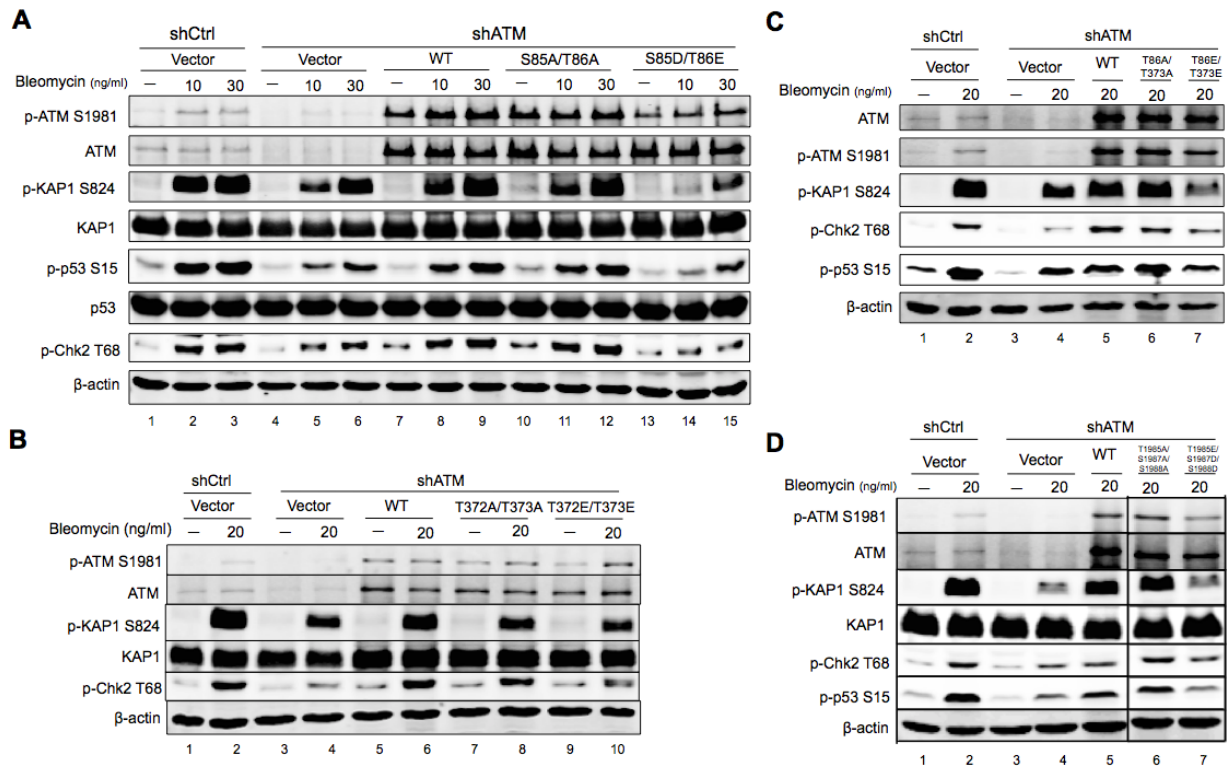 A
shCtrl shATM
Vector Vector WT S85A/T86A S85D/T86E
Bleomycin (ng/ml) — 10 30 — 10 30 — 10 30 — 10 30 — 10 30
p-ATM S1981
ATM
p-KAP1 S824
KAP1
p-p53 S15
p53
p-Chk2 T68
β-actin
1 2 3 4 5 6 7 8 9 10 11 12 13 14 15
B
shCtrl shATM
Vector Vector WT T372A/T373A T372E/T373E
Bleomycin (ng/ml) — 20 — 20 — 20 — 20 — 20
p-ATM S1981
ATM
p-KAP1 S824
KAP1
p-Chk2 T68
β-actin
1 2 3 4 5 6 7 8 9 10
C
shCtrl shATM
Vector Vector WT T86A/ T86E/
T373A T373E
Bleomycin (ng/ml) — 20 — 20 20 20 20
ATM
p-ATM S1981
p-KAP1 S824
p-Chk2 T68
p-p53 S15
β-actin
1 2 3 4 5 6 7
D
shCtrl shATM
Vector Vector WT T1985A/ T1985E/
S1987A/ S1987D/
S1988A S1988D
Bleomycin (ng/ml) — 20 — 20 20 20 20
p-ATM S1981
ATM
p-KAP1 S824
KAP1
p-Chk2 T68
p-p53 S15
β-actin
1 2 3 4 5 6 7